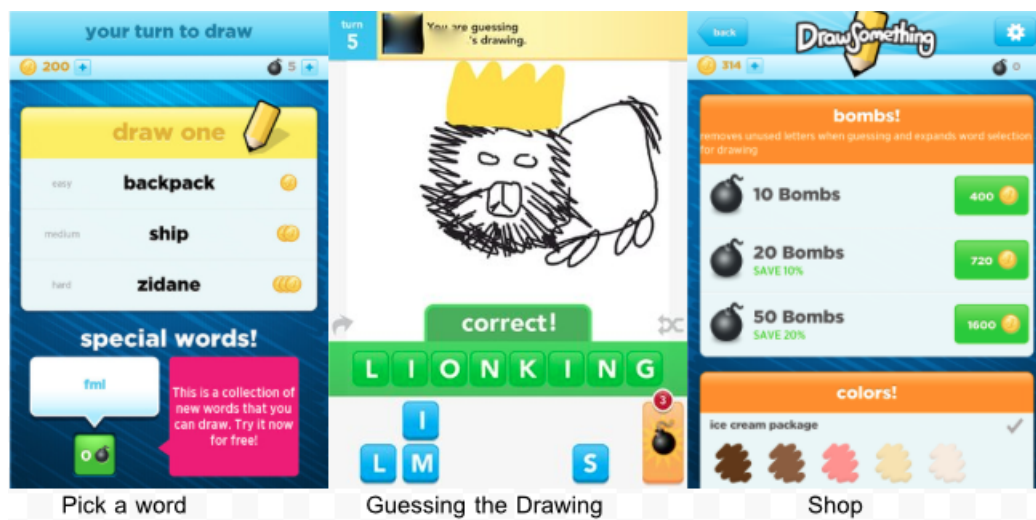 your turn to draw
200 +
5 +
draw one
easy backpack
medium ship
hard zidane
special words!
fml
This is a collection of
new words that you
can draw. Try it now
for free!
0
Pick a word
turn
5
You are guessing
's drawing.
correct!
L I O N K I N G
3
I
L M S
Guessing the Drawing
back
DrawSomething
314 +
0
bombs!
removes unused letters when guessing and expands word selection
for drawing
10 Bombs 400
20 Bombs 720
SAVE 10%
50 Bombs 1600
SAVE 20%
colors!
ice cream package
Shop